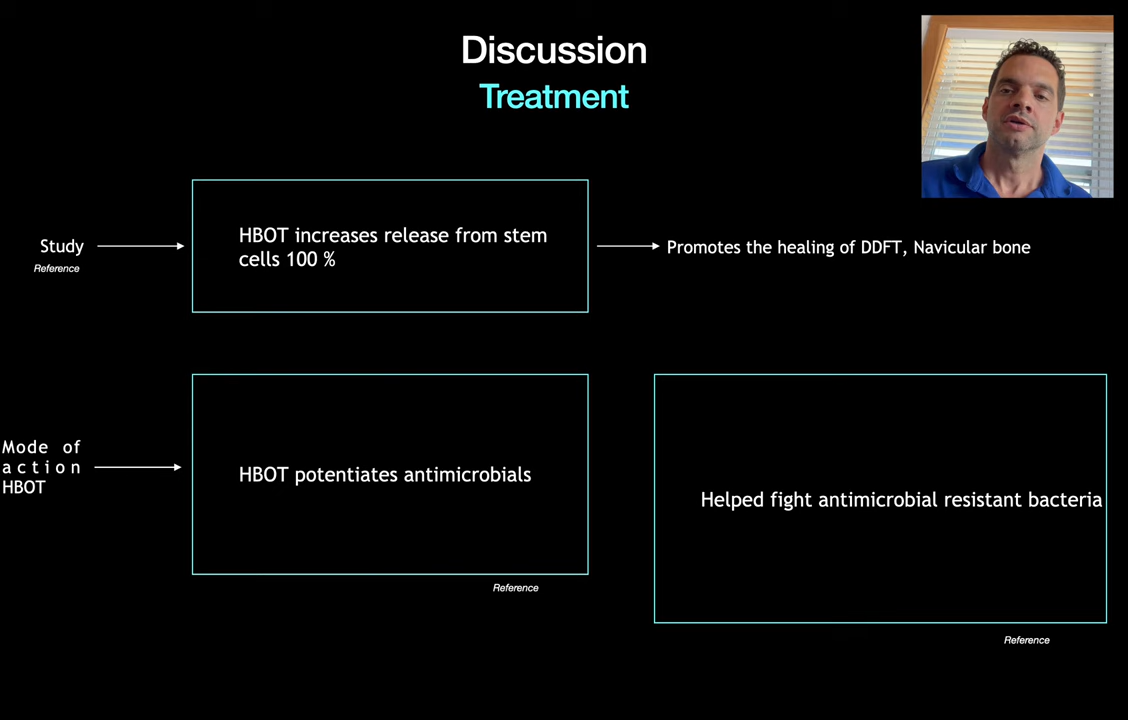 Discussion
Treatment
Study
Reference
HBOT increases release from stem
cells 100 %
Promotes the healing of DDFT, Navicular bone
Mode of
action
HBOT
HBOT potentiates antimicrobials
Reference
Helped fight antimicrobial resistant bacteria
Reference